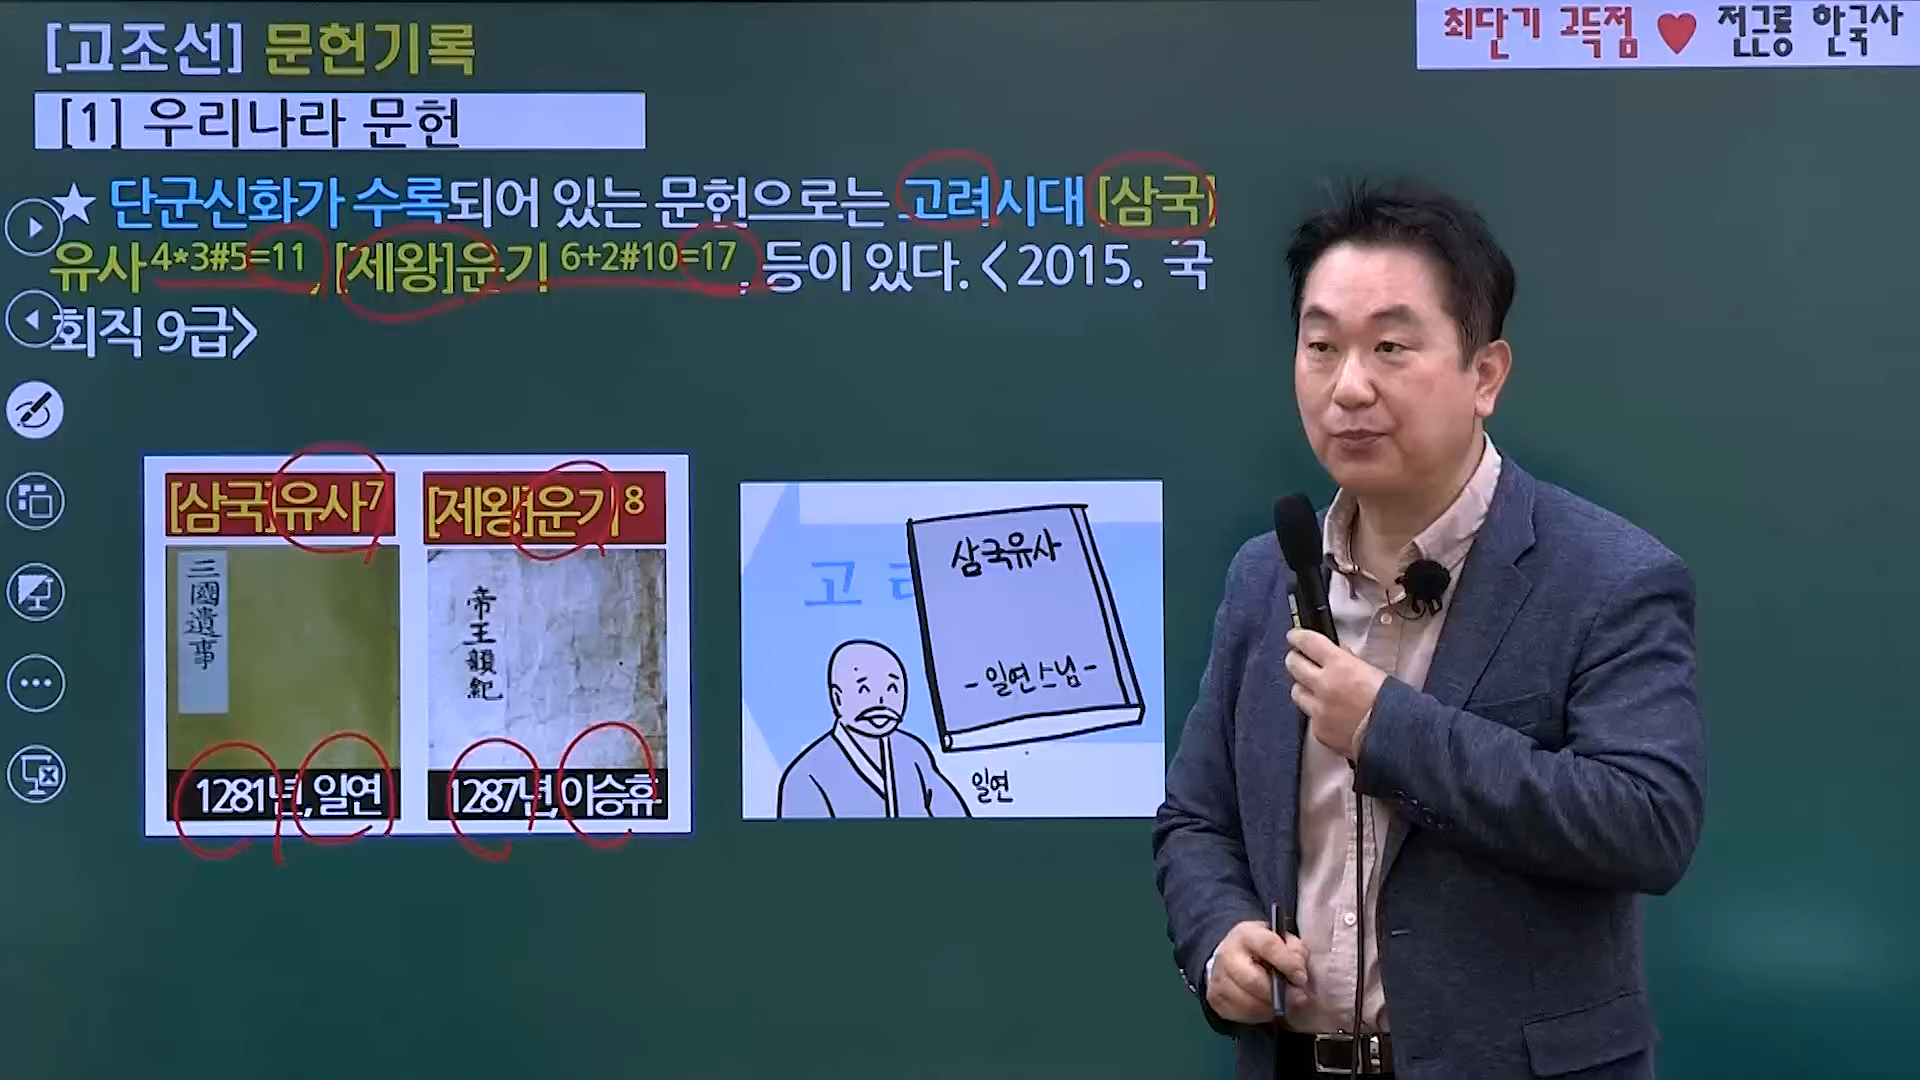 [고조선] 문헌기록
최단기 고득점 ♥ 전근룡 한국사
[1] 우리나라 문헌
★ 단군신화가 수록되어 있는 문헌으로는 고려시대 [삼국]
유사 4*3#5=11, [제왕]운기 6+2#10=17, 등이 있다. <2015. 국
회직 9급>
[삼국]유사7
[제왕]운기8
三國遺事
帝王韻紀
1281년, 일연
1287년, 이승휴
고
삼국유사
-일연스님-
일연